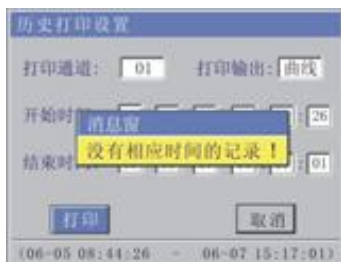 历史打印设置
打印通道: 01 打印输出: 曲线
开始时 : 26
消息窗
没有相应时间的记录！
结束时 : 01
打印 取消
(06-05 08:44:26 - 06-07 15:17:01)